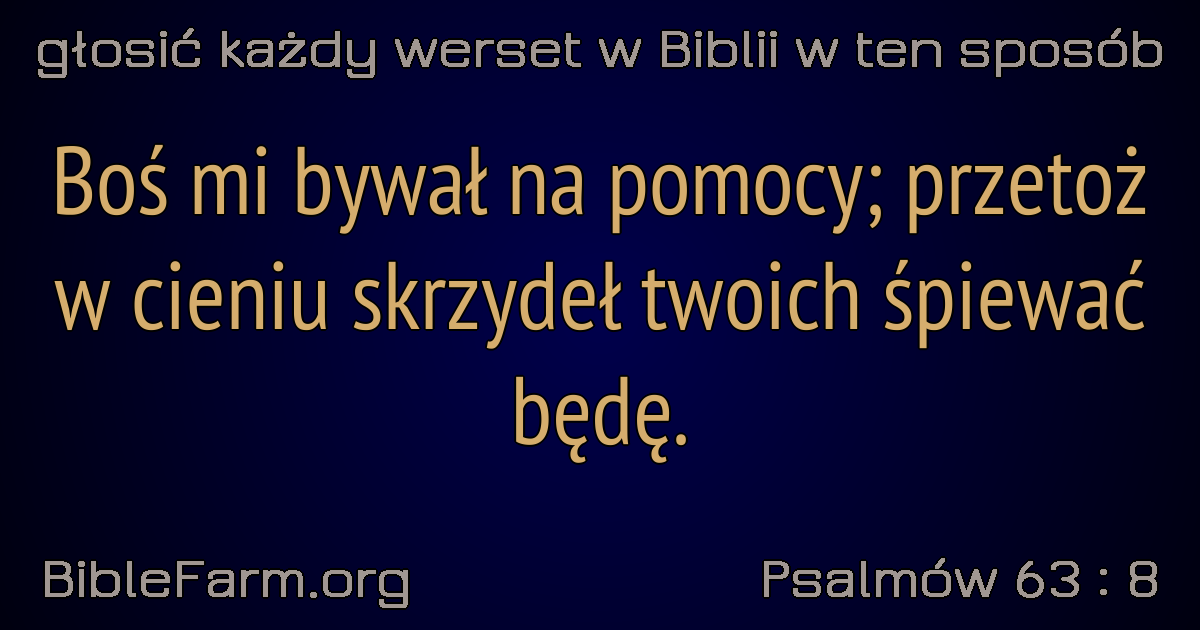 głosić każdy werset w Biblii w ten sposób
Boś mi bywał na pomocy; przetoż
w cieniu skrzydeł twoich śpiewać
będę.
BibleFarm.org
Psalmów 63 : 8